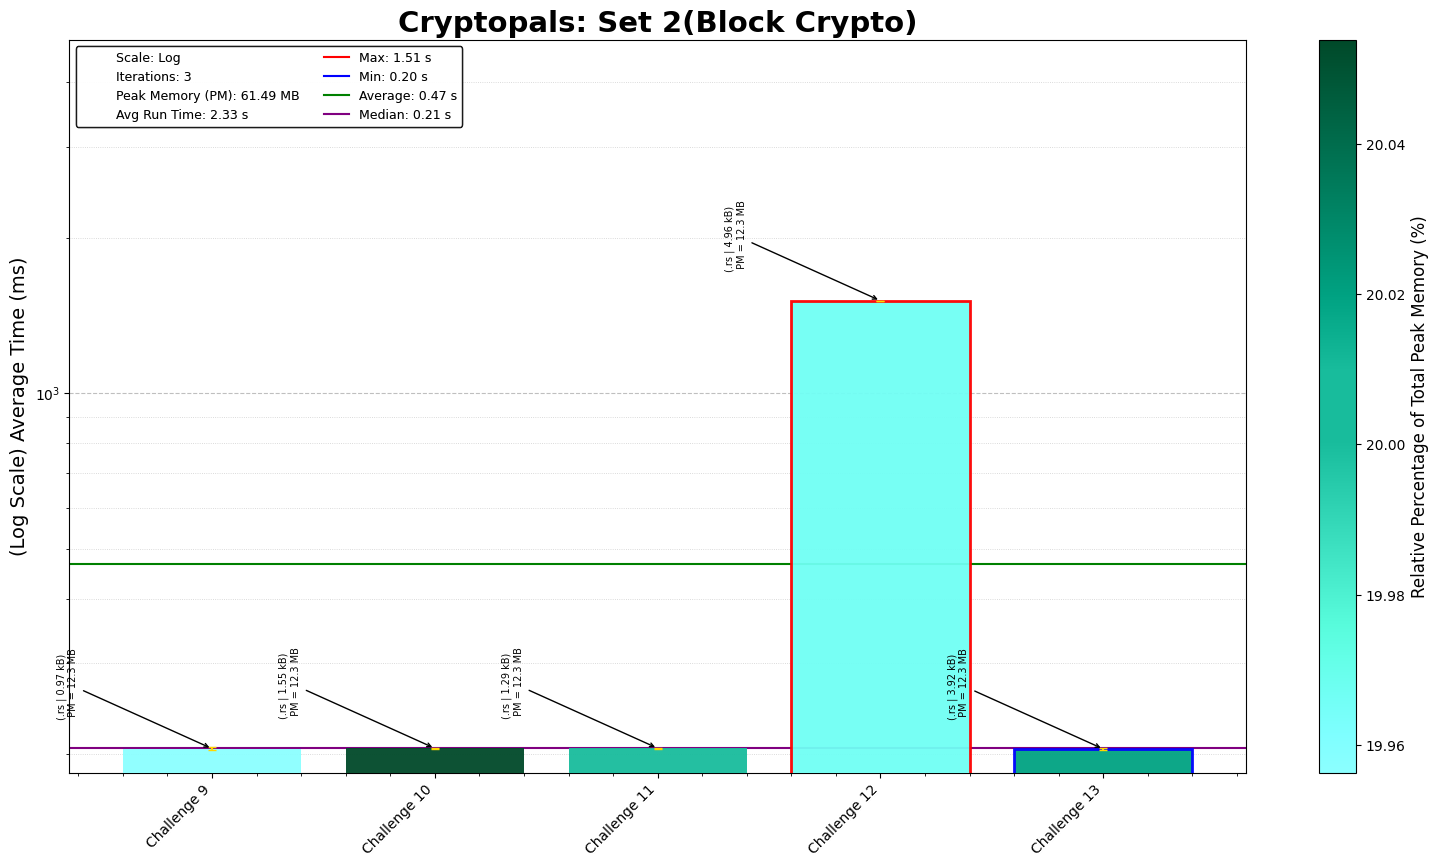 Cryptopals: Set 2(Block Crypto)
Scale: Log
Iterations: 3
Peak Memory (PM): 61.49 MB
Avg Run Time: 2.33 s
Max: 1.51 s
Min: 0.20 s
Average: 0.47 s
Median: 0.21 s
(Log Scale) Average Time (ms)
10³
(.rs | 0.97 kB)
PM = 12.3 MB
(.rs | 1.55 kB)
PM = 12.3 MB
(.rs | 1.29 kB)
PM = 12.3 MB
(.rs | 4.96 kB)
PM = 12.3 MB
(.rs | 3.92 kB)
PM = 12.3 MB
Challenge 9
Challenge 10
Challenge 11
Challenge 12
Challenge 13
20.04
20.02
20.00
19.98
19.96
Relative Percentage of Total Peak Memory (%)